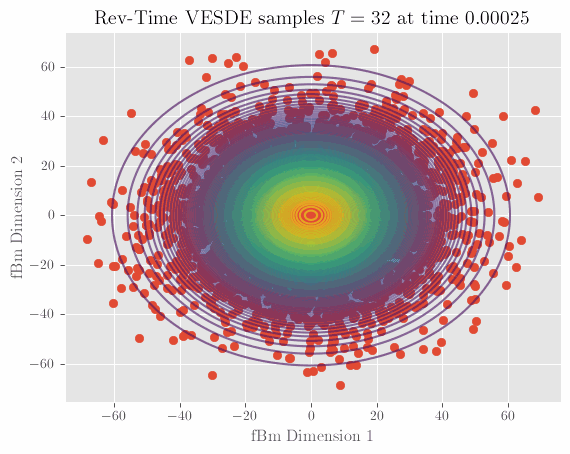 Rev-Time VESDE samples T = 32 at time 0.00025
fBm Dimension 2
60
40
20
0
−20
−40
−60
−60 −40 −20 0 20 40 60
fBm Dimension 1